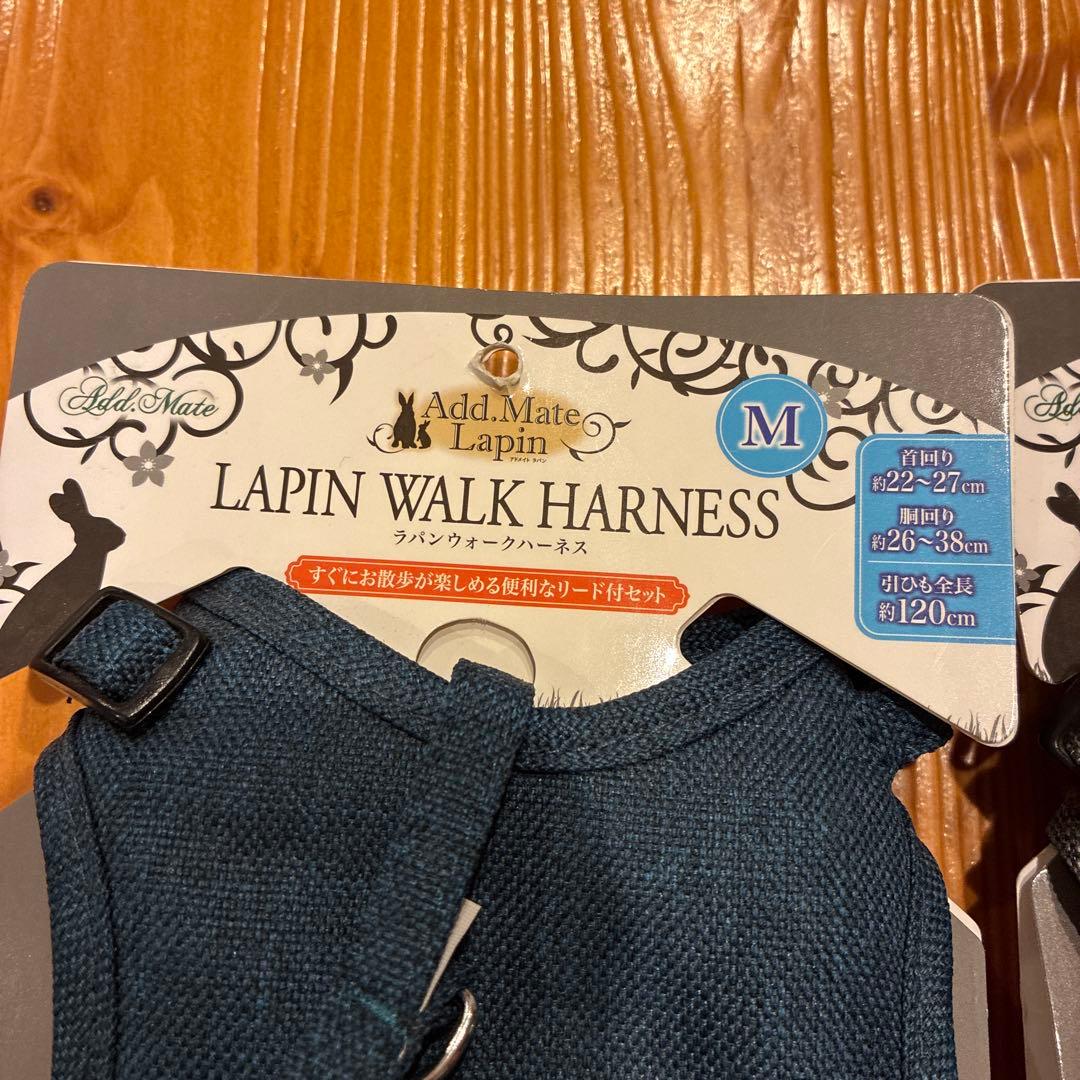 Add.Mate
Add.Mate
Lapin
アドメイト ラパン
M
LAPIN WALK HARNESS
ラパンウォークハーネス
すぐにお散歩が楽しめる便利なリード付セット
首回り
約22~27cm
胴回り
約26~38cm
引ひも全長
約120cm
Ad